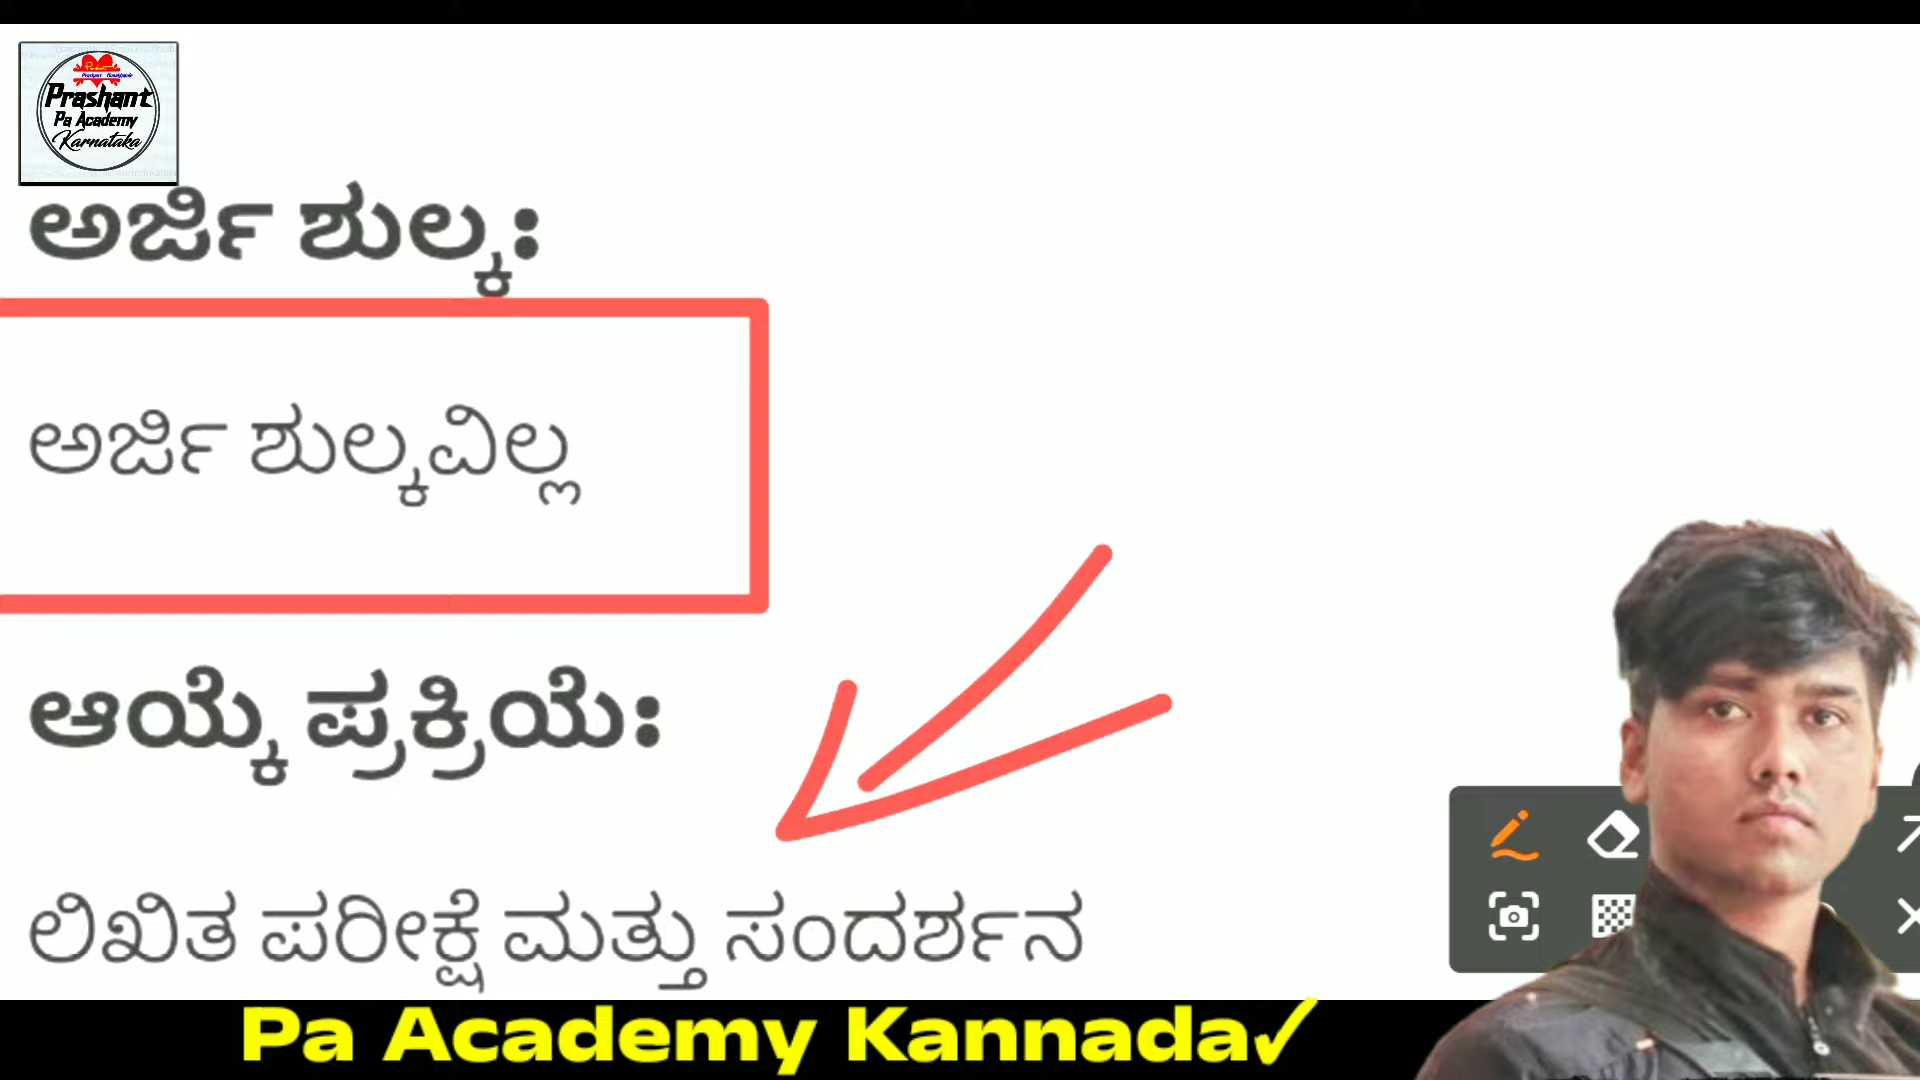 Prashant
Pa Academy
Karnataka
ಅರ್ಜಿ ಶುಲ್ಕः
ಅರ್ಜಿ ಶುಲ್ಕವಿಲ್ಲ
ಆಯ್ಕೆ ಪ್ರಕ್ರಿಯೆಃ
ಲಿಖಿತ ಪರೀಕ್ಷೆ ಮತ್ತು ಸಂದರ್ಶನ
Pa Academy Kannada✓